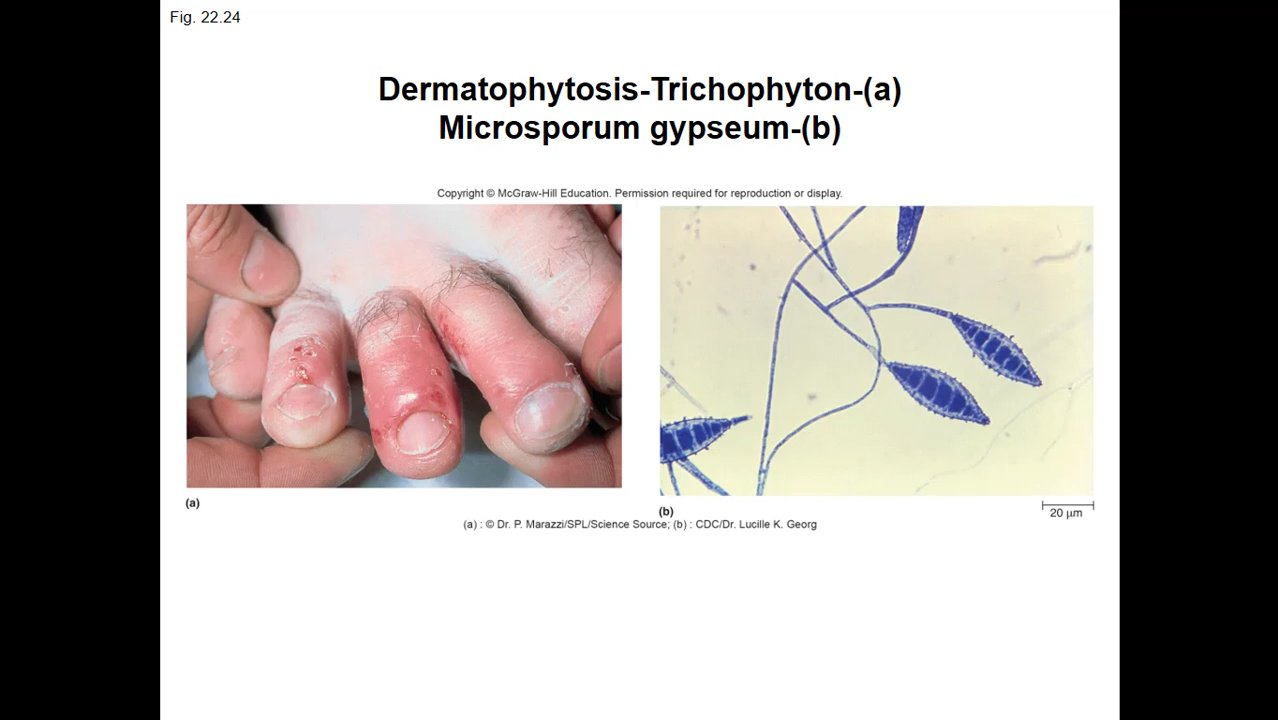 Fig. 22.24
Dermatophytosis-Trichophyton-(a)
Microsporum gypseum-(b)
Copyright © McGraw-Hill Education. Permission required for reproduction or display.
(a)
(b)
20 μm
(a) : © Dr. P. Marazzi/SPL/Science Source; (b) : CDC/Dr. Lucille K. Georg